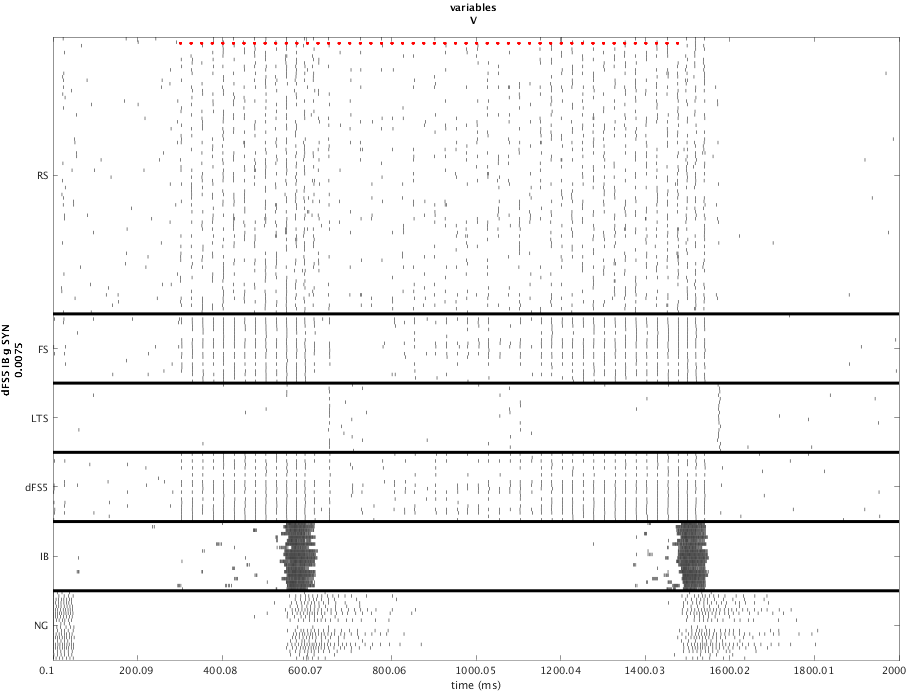 variables
V
RS
FS
LTS
dFS5
IB
NG
dFS5 IB g SYN
0.0075
0.1 200.09 400.08 600.07 800.06 1000.05 1200.04 1400.03 1600.02 1800.01 2000
time (ms)